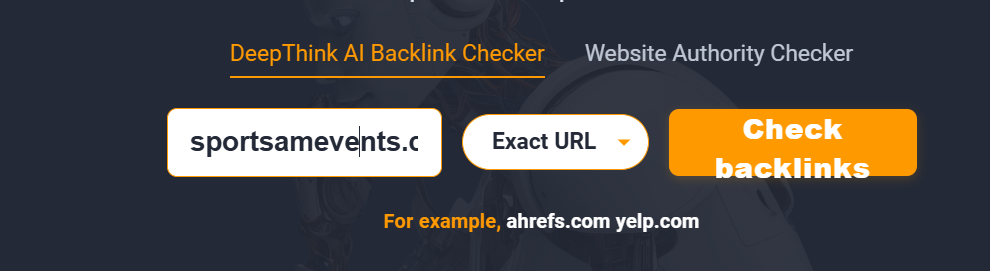 DeepThink AI Backlink Checker Website Authority Checker
sportsamevents.c Exact URL Check
backlinks
For example, ahrefs.com yelp.com